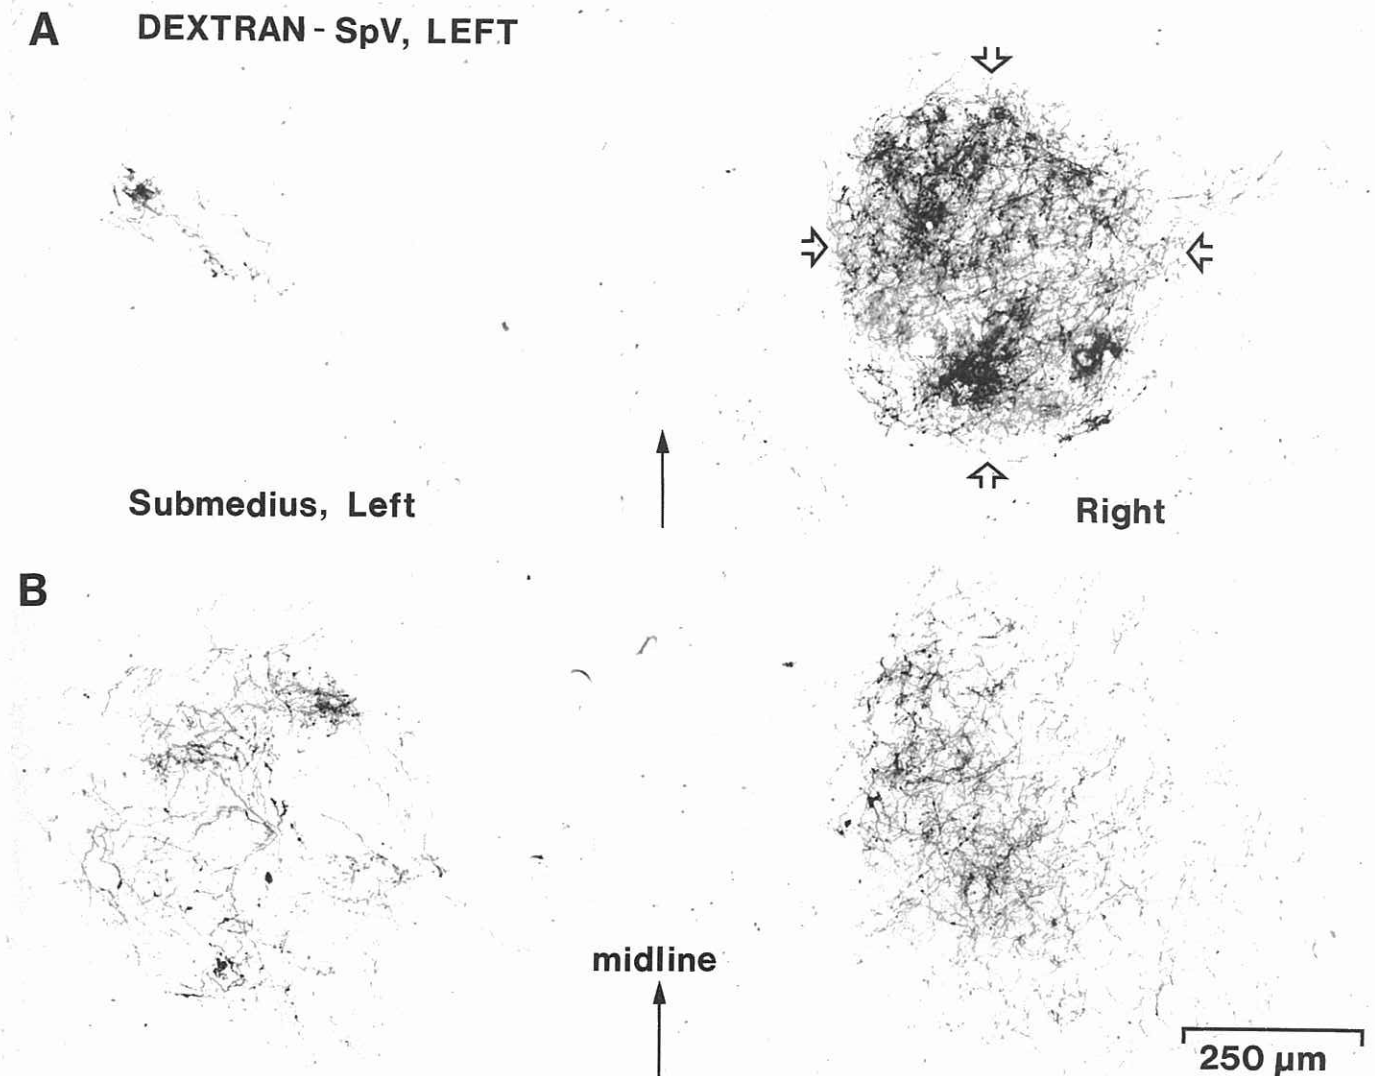 A
DEXTRAN - SpV, LEFT
Submedius, Left
Right
B
midline
250 µm